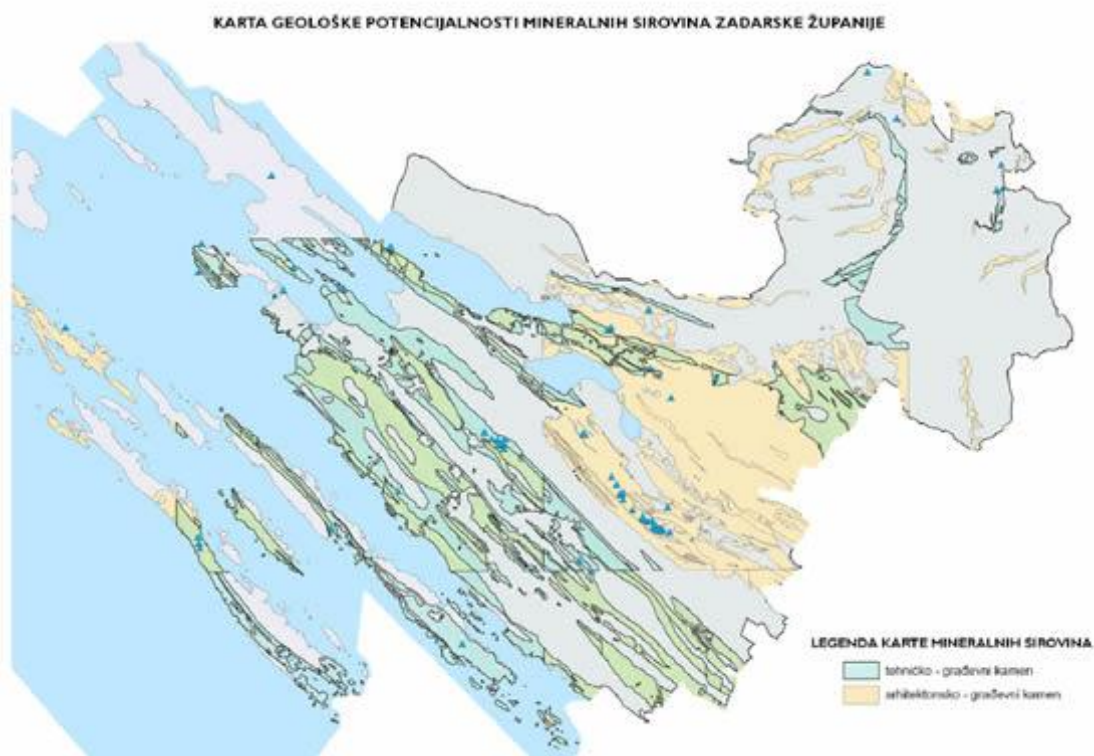 KARTA GEOLOŠKE POTENCIJALNOSTI MINERALNIH SIROVINA ZADARSKE ŽUPANIJE
LEGENDA KARTE MINERALNIH SIROVINA
tehničko - građevni kamen
arhitektonsko - građevni kamen